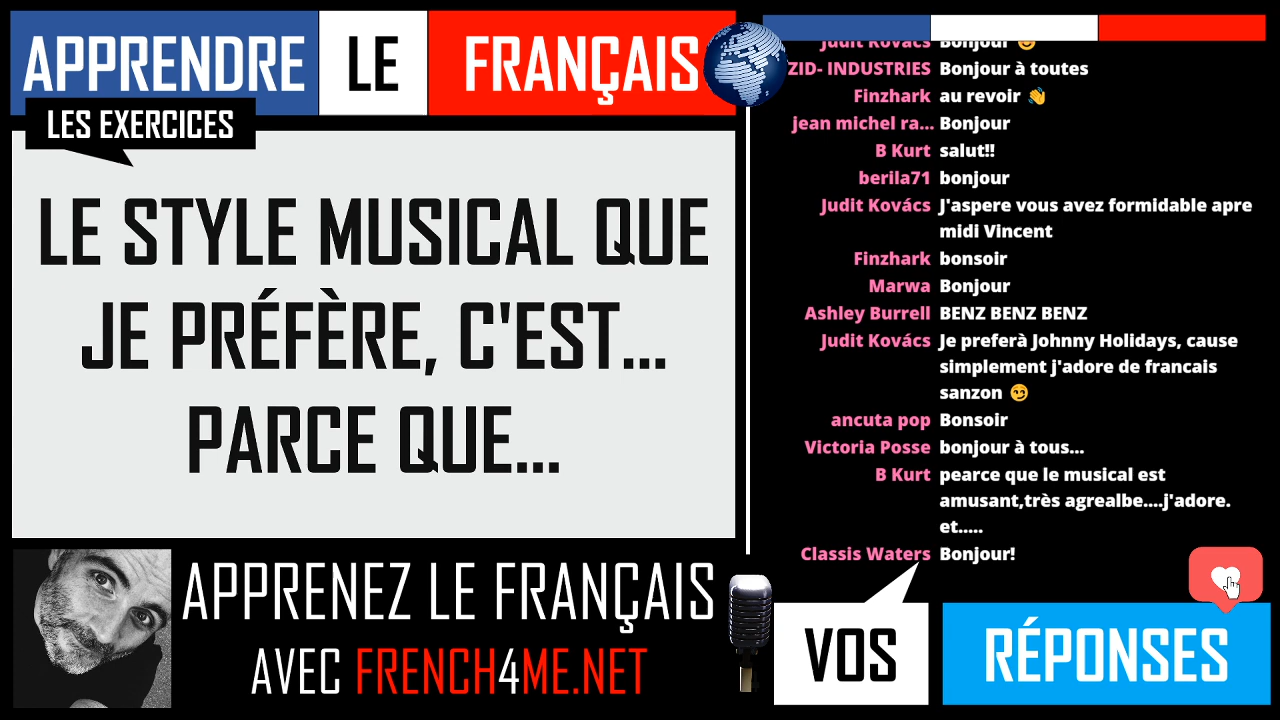 APPRENDRE LE FRANÇAIS
LES EXERCICES
LE STYLE MUSICAL QUE
JE PRÉFÈRE, C'EST...
PARCE QUE...
APPRENEZ LE FRANÇAIS
AVEC FRENCH4ME.NET
Judit Kovács Bonjour 😊
ZID- INDUSTRIES Bonjour à toutes
Finzhark au revoir 👋
jean michel ra... Bonjour
B Kurt salut!!
berila71 bonjour
Judit Kovács J'aspere vous avez formidable apre
midi Vincent
Finzhark bonsoir
Marwa Bonjour
Ashley Burrell BENZ BENZ BENZ
Judit Kovács Je preferà Johnny Holidays, cause
simplement j'adore de francais
sanzon 😏
ancuta pop Bonsoir
Victoria Posse bonjour à tous...
B Kurt pearce que le musical est
amusant,très agrealbe....j'adore.
et.....
Classis Waters Bonjour!
VOS RÉPONSES